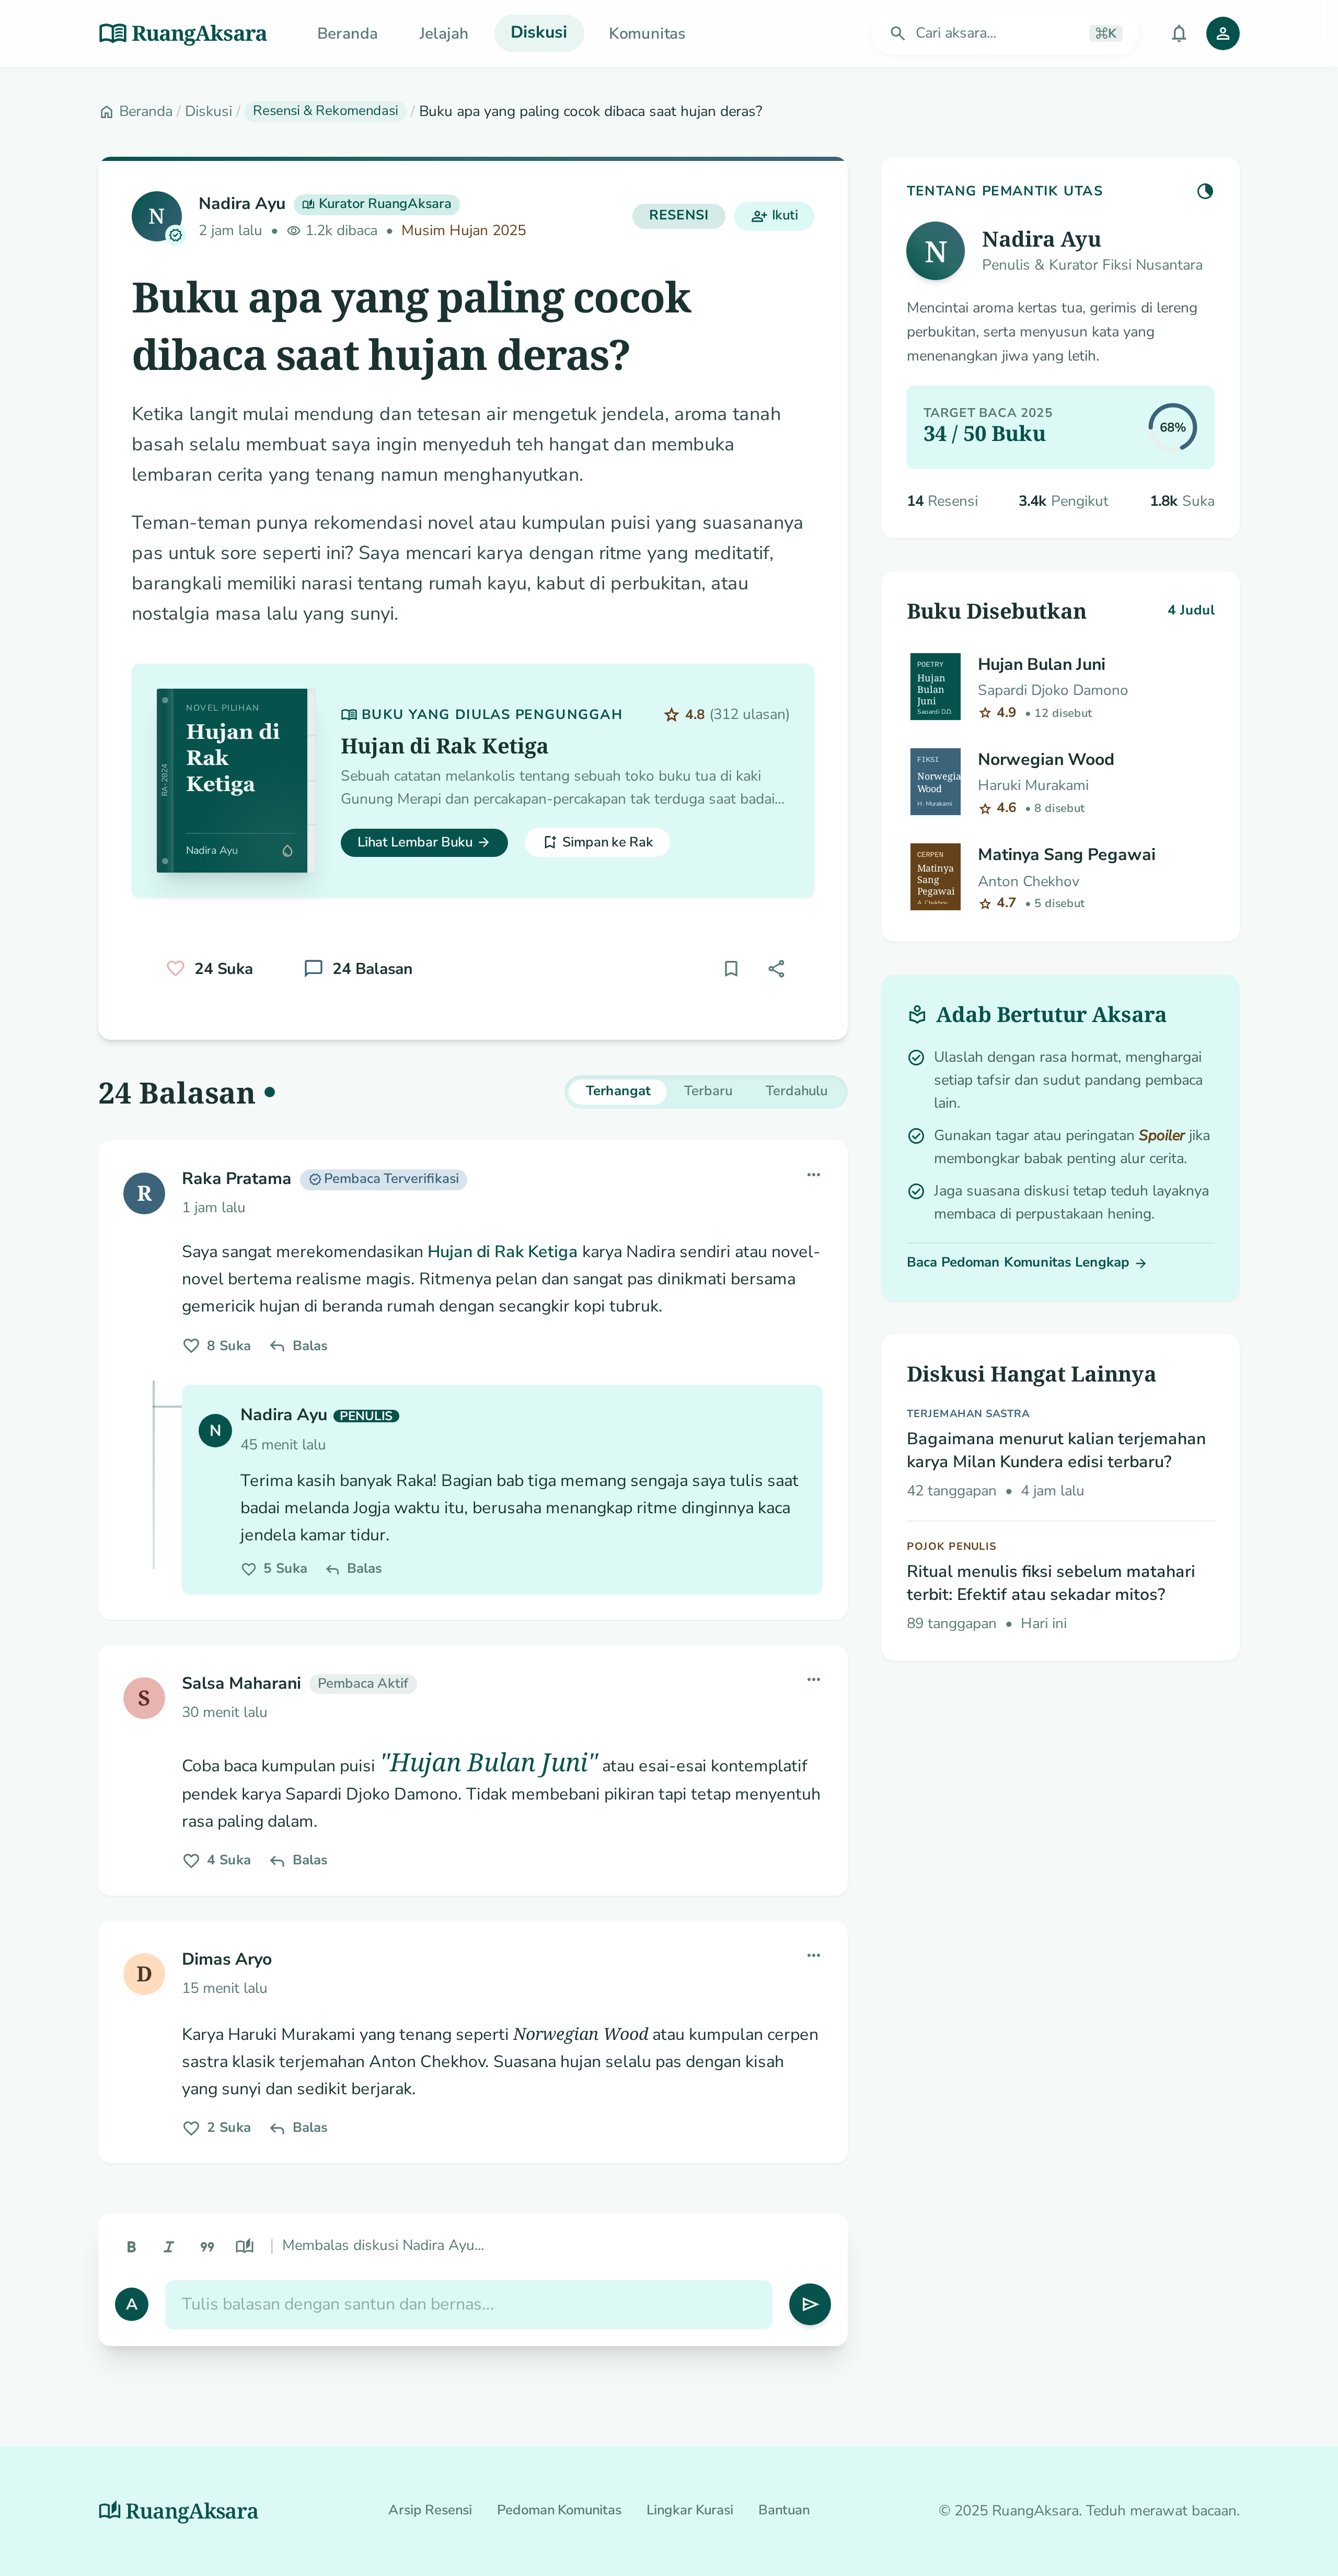 RuangAksara
Beranda
Jelajah
Diskusi
Komunitas
Cari aksara...
⌘K
Beranda / Diskusi / Resensi & Rekomendasi / Buku apa yang paling cocok dibaca saat hujan deras?
N
Nadira Ayu
Kurator RuangAksara
2 jam lalu • 1.2k dibaca • Musim Hujan 2025
RESENSI
Ikuti
Buku apa yang paling cocok
dibaca saat hujan deras?
Ketika langit mulai mendung dan tetesan air mengetuk jendela, aroma tanah
basah selalu membuat saya ingin menyeduh teh hangat dan membuka
lembaran cerita yang tenang namun menghanyutkan.
Teman-teman punya rekomendasi novel atau kumpulan puisi yang suasananya
pas untuk sore seperti ini? Saya mencari karya dengan ritme yang meditatif,
barangkali memiliki narasi tentang rumah kayu, kabut di perbukitan, atau
nostalgia masa lalu yang sunyi.
RA-2024
NOVEL PILIHAN
Hujan di
Rak
Ketiga
Nadira Ayu
BUKU YANG DIULAS PENGUNGGAH
4.8 (312 ulasan)
Hujan di Rak Ketiga
Sebuah catatan melankolis tentang sebuah toko buku tua di kaki
Gunung Merapi dan percakapan-percakapan tak terduga saat badai...
Lihat Lembar Buku →
Simpan ke Rak
24 Suka
24 Balasan
24 Balasan •
Terhangat
Terbaru
Terdahulu
R
Raka Pratama
Pembaca Terverifikasi
1 jam lalu
Saya sangat merekomendasikan Hujan di Rak Ketiga karya Nadira sendiri atau novel-
novel bertema realisme magis. Ritmenya pelan dan sangat pas dinikmati bersama
gemericik hujan di beranda rumah dengan secangkir kopi tubruk.
8 Suka
Balas
N
Nadira Ayu
PENULIS
45 menit lalu
Terima kasih banyak Raka! Bagian bab tiga memang sengaja saya tulis saat
badai melanda Jogja waktu itu, berusaha menangkap ritme dinginnya kaca
jendela kamar tidur.
5 Suka
Balas
S
Salsa Maharani
Pembaca Aktif
30 menit lalu
Coba baca kumpulan puisi "Hujan Bulan Juni" atau esai-esai kontemplatif
pendek karya Sapardi Djoko Damono. Tidak membebani pikiran tapi tetap menyentuh
rasa paling dalam.
4 Suka
Balas
D
Dimas Aryo
15 menit lalu
Karya Haruki Murakami yang tenang seperti Norwegian Wood atau kumpulan cerpen
sastra klasik terjemahan Anton Chekhov. Suasana hujan selalu pas dengan kisah
yang sunyi dan sedikit berjarak.
2 Suka
Balas
B
I
Membalas diskusi Nadira Ayu...
A
Tulis balasan dengan santun dan bernas...
TENTANG PEMANTIK UTAS
N
Nadira Ayu
Penulis & Kurator Fiksi Nusantara
Mencintai aroma kertas tua, gerimis di lereng
perbukitan, serta menyusun kata yang
menenangkan jiwa yang letih.
TARGET BACA 2025
34 / 50 Buku
68%
14 Resensi
3.4k Pengikut
1.8k Suka
Buku Disebutkan
4 Judul
POETRY
Hujan
Bulan
Juni
Sapardi D.D.
Hujan Bulan Juni
Sapardi Djoko Damono
4.9 • 12 disebut
FIKSI
Norwegia
Wood
H. Murakami
Norwegian Wood
Haruki Murakami
4.6 • 8 disebut
CERPEN
Matinya
Sang
Pegawai
A. Chekhov
Matinya Sang Pegawai
Anton Chekhov
4.7 • 5 disebut
Adab Bertutur Aksara
Ulaslah dengan rasa hormat, menghargai
setiap tafsir dan sudut pandang pembaca
lain.
Gunakan tagar atau peringatan Spoiler jika
membongkar babak penting alur cerita.
Jaga suasana diskusi tetap teduh layaknya
membaca di perpustakaan hening.
Baca Pedoman Komunitas Lengkap →
Diskusi Hangat Lainnya
TERJEMAHAN SASTRA
Bagaimana menurut kalian terjemahan
karya Milan Kundera edisi terbaru?
42 tanggapan • 4 jam lalu
POJOK PENULIS
Ritual menulis fiksi sebelum matahari
terbit: Efektif atau sekadar mitos?
89 tanggapan • Hari ini
RuangAksara
Arsip Resensi
Pedoman Komunitas
Lingkar Kurasi
Bantuan
© 2025 RuangAksara. Teduh merawat bacaan.